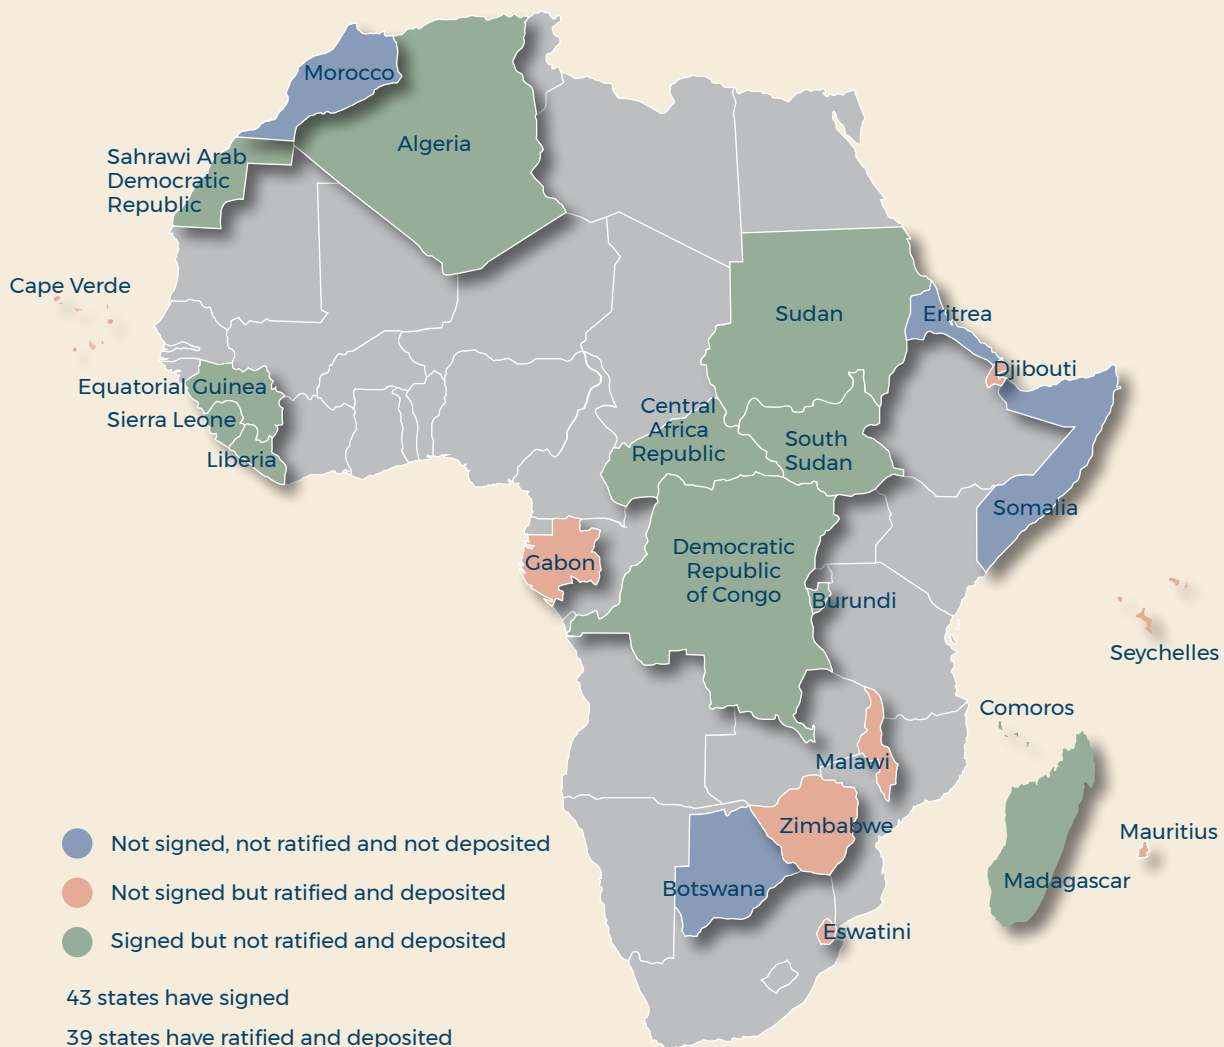 Morocco
Algeria
Sahrawi Arab
Democratic
Republic
Cape Verde
Sudan
Eritrea
Djibouti
Equatorial Guinea
Sierra Leone
Liberia
Central
Africa
Republic
South
Sudan
Somalia
Gabon
Democratic
Republic
of Congo
Burundi
Seychelles
Comoros
Malawi
Zimbabwe
Mauritius
Madagascar
Botswana
Eswatini
Not signed, not ratified and not deposited
Not signed but ratified and deposited
Signed but not ratified and deposited
43 states have signed
39 states have ratified and deposited